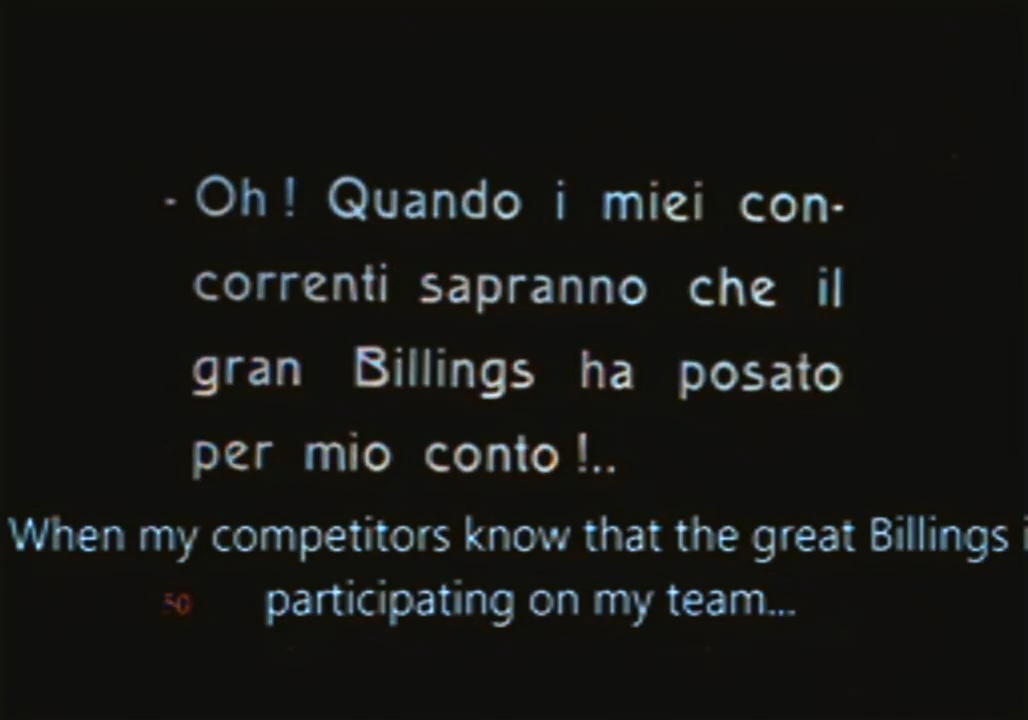 - Oh! Quando i miei con-
correnti sapranno che il
gran Billings ha posato
per mio conto!..
When my competitors know that the great Billings
50 participating on my team...